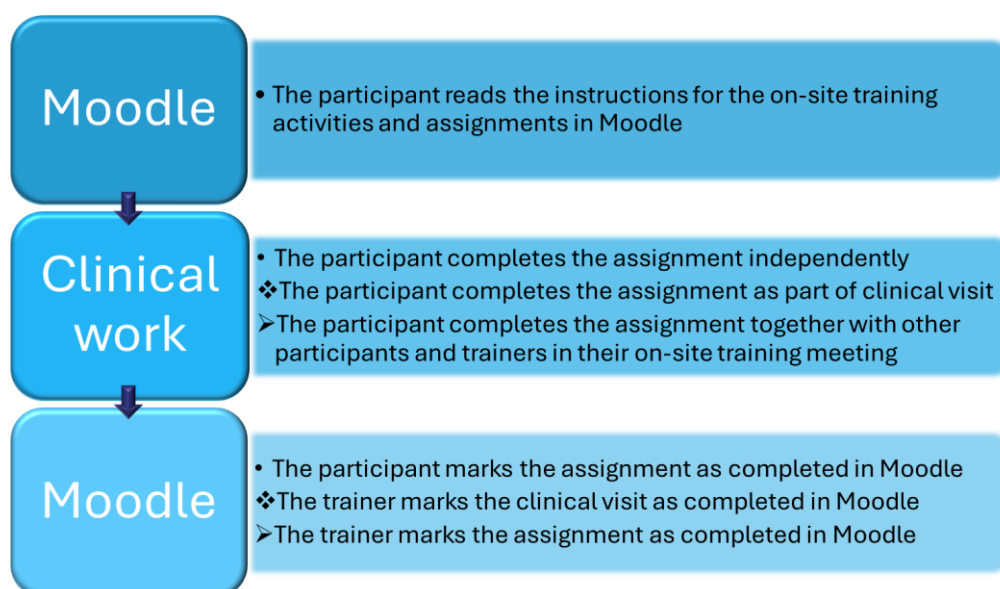 Moodle
• The participant reads the instructions for the on-site training
activities and assignments in Moodle
Clinical
work
• The participant completes the assignment independently
❖The participant completes the assignment as part of clinical visit
➢The participant completes the assignment together with other
participants and trainers in their on-site training meeting
Moodle
• The participant marks the assignment as completed in Moodle
❖The trainer marks the clinical visit as completed in Moodle
➢The trainer marks the assignment as completed in Moodle